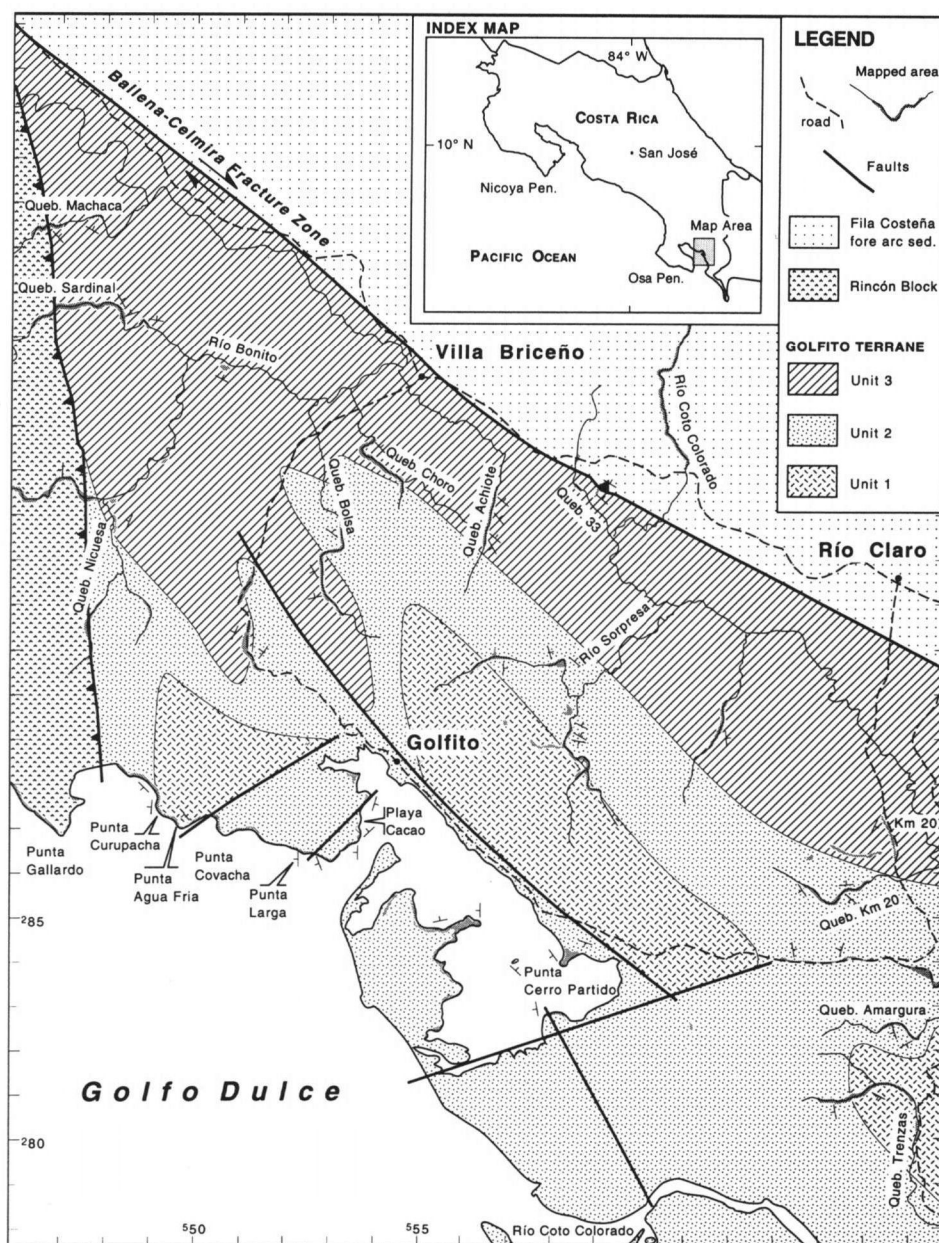 INDEX MAP
84° W
COSTA RICA
10° N
San José
Nicoya Pen.
Map Area
PACIFIC OCEAN
Osa Pen.
LEGEND
Mapped area
road
Faults
Fila Costeña
fore arc sed.
Rincón Block
GOLFITO TERRANE
Unit 3
Unit 2
Unit 1
Ballena-Celmira Fracture Zone
Queb. Machaca
Queb. Sardinal
Río Bonito
Villa Briceño
Río Coto Colorado
Queb. Choro
Queb. Bolsa
Queb. Achiote
Queb. 33
Río Claro
Queb. Nicuesa
Río Sorpresa
Golfito
Km 20
Punta
Gallardo
Punta
Curupacha
Punta
Agua Fria
Punta
Covacha
Punta
Larga
Playa
Cacao
285
Queb. Km 20
Punta
Cerro Partido
Queb. Amargura
Golfo Dulce
280
Queb. Trenzas
550
555
Río Coto Colorado